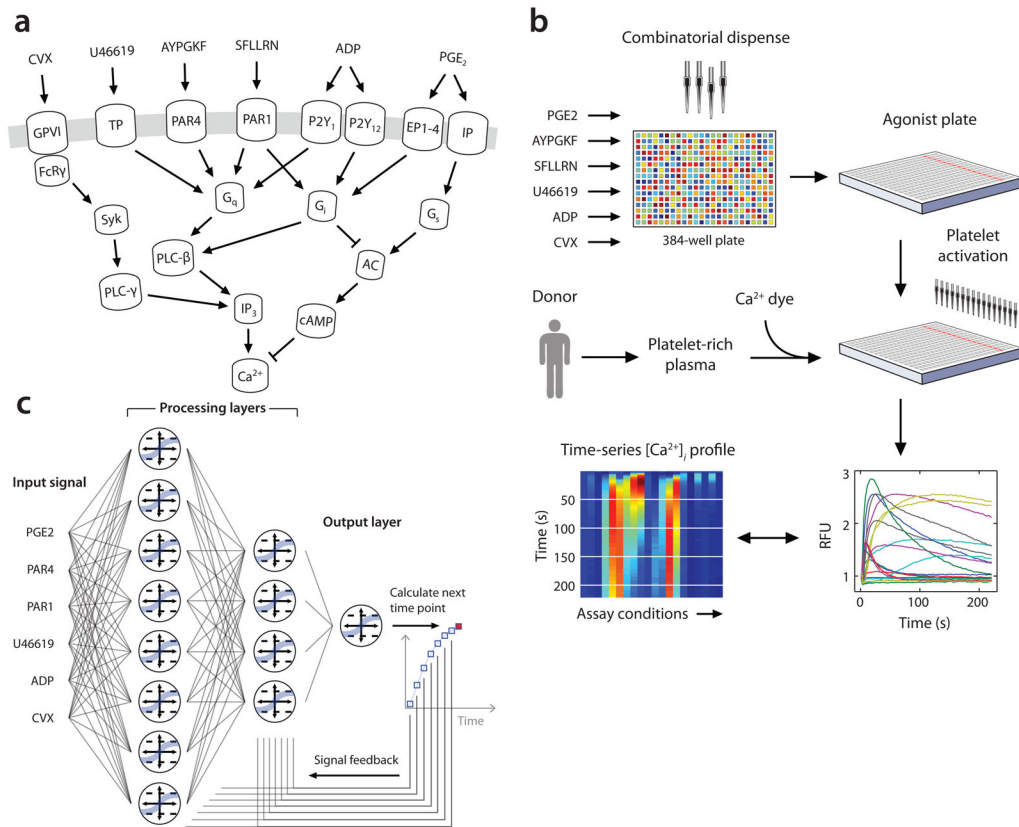 a
CVX
U46619
AYPGKF
SFLLRN
ADP
PGE₂
GPVI
TP
PAR4
PAR1
P2Y₁
P2Y₁₂
EP1-4
IP
FcRγ
Syk
Gq
Gi
Gs
PLC-β
AC
PLC-γ
IP₃
cAMP
Ca²⁺
b
Combinatorial dispense
PGE2
AYPGKF
SFLLRN
U46619
ADP
CVX
384-well plate
Agonist plate
Platelet
activation
Donor
Ca²⁺ dye
Platelet-rich
plasma
Time-series [Ca²⁺]i profile
Time (s)
50
100
150
200
Assay conditions
RFU
3
2
1
0
100
200
Time (s)
c
Processing layers
Input signal
PGE2
PAR4
PAR1
U46619
ADP
CVX
Output layer
Calculate next
time point
Time
Signal feedback